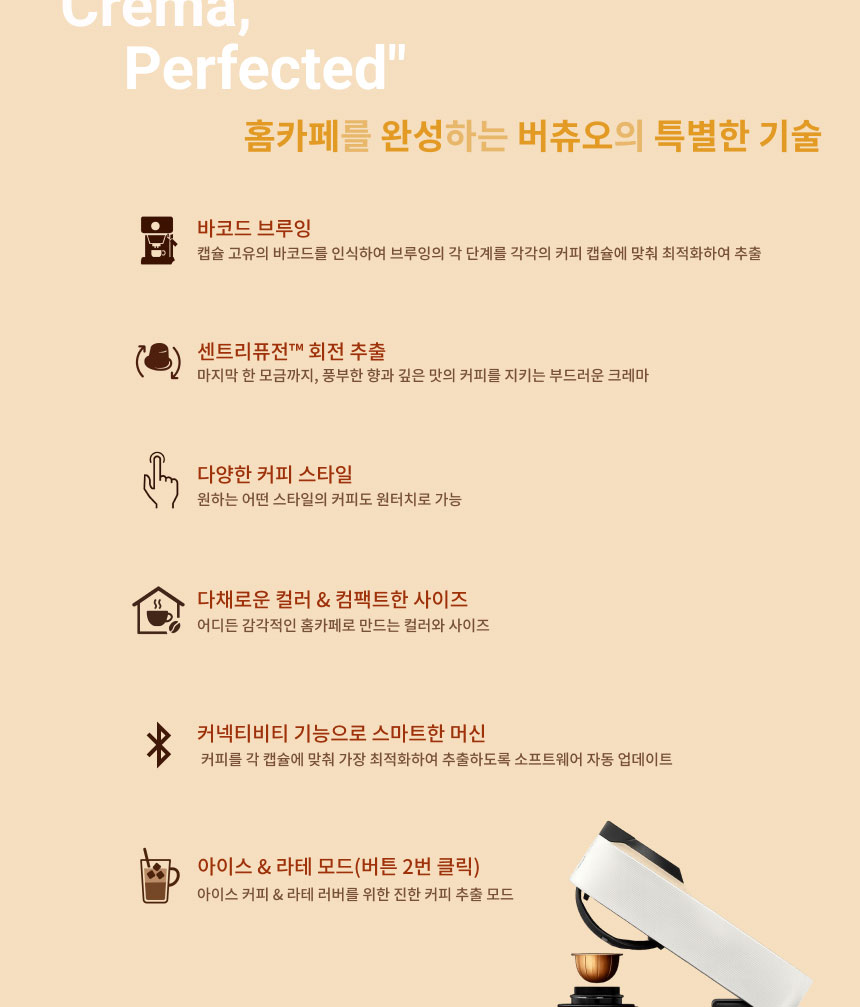 Crema,
Perfected"
홈카페를 완성하는 버츄오의 특별한 기술
바코드 브루잉
캡슐 고유의 바코드를 인식하여 브루잉의 각 단계를 각각의 커피 캡슐에 맞춰 최적화하여 추출
센트리퓨전™ 회전 추출
마지막 한 모금까지, 풍부한 향과 깊은 맛의 커피를 지키는 부드러운 크레마
다양한 커피 스타일
원하는 어떤 스타일의 커피도 원터치로 가능
다채로운 컬러 & 컴팩트한 사이즈
어디든 감각적인 홈카페로 만드는 컬러와 사이즈
커넥티비티 기능으로 스마트한 머신
커피를 각 캡슐에 맞춰 가장 최적화하여 추출하도록 소프트웨어 자동 업데이트
아이스 & 라테 모드(버튼 2번 클릭)
아이스 커피 & 라테 러버를 위한 진한 커피 추출 모드